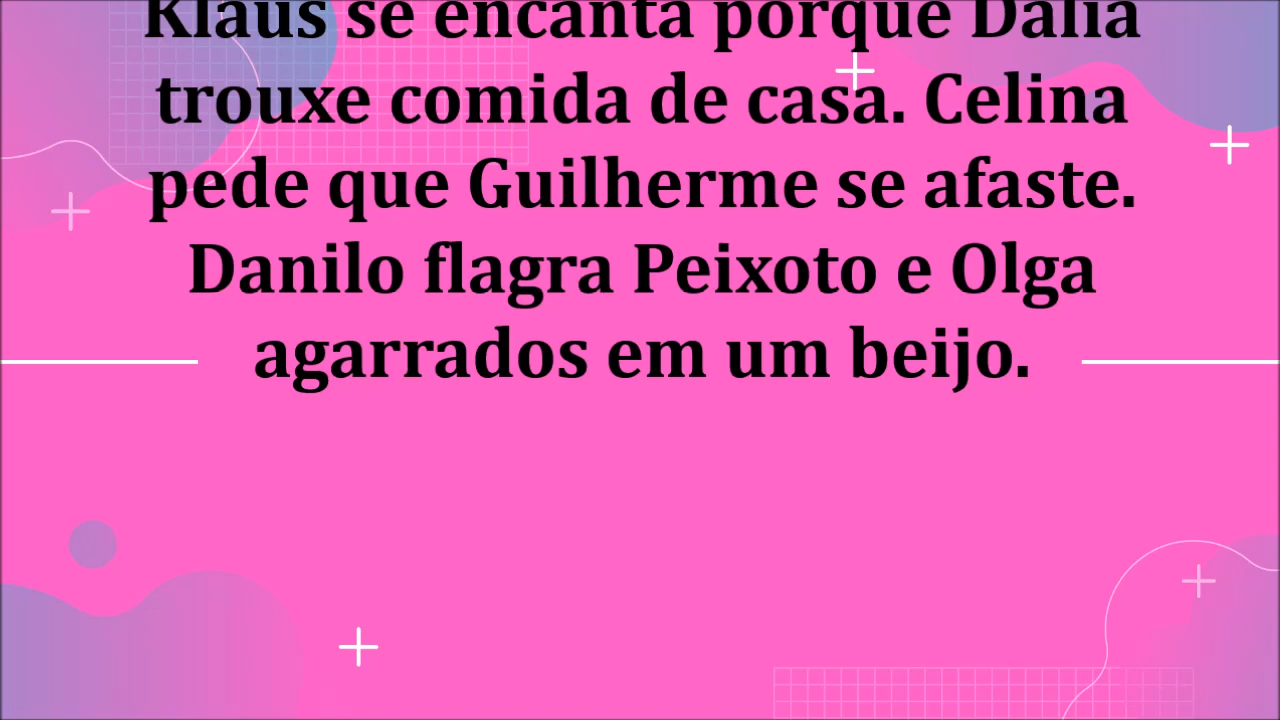 Klaus se encanta porque Dália
trouxe comida de casa. Celina
pede que Guilherme se afaste.
Danilo flagra Peixoto e Olga
agarrados em um beijo.